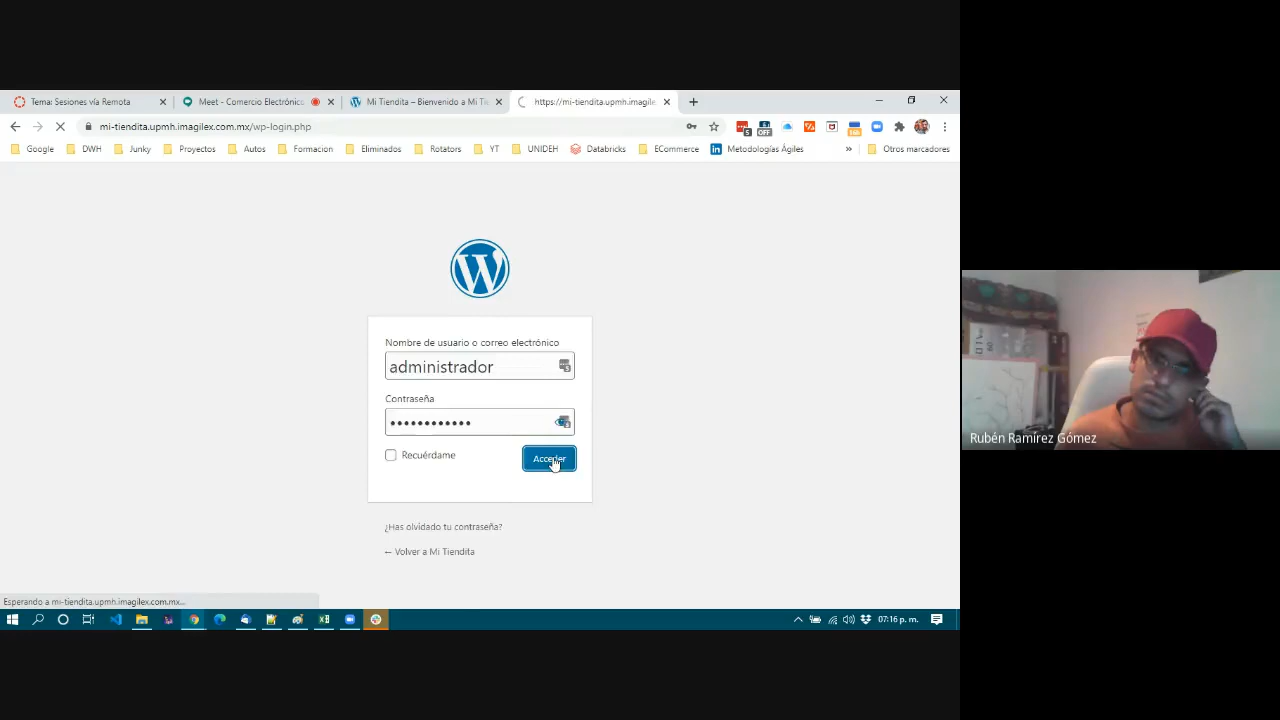 Tema: Sesiones vía Remota
Meet - Comercio Electrónico
Mi Tiendita – Bienvenido a Mi Ti
https://mi-tiendita.upmh.imagilex.
mi-tiendita.upmh.imagilex.com.mx/wp-login.php
5
OFF
Google
DWH
Junky
Proyectos
Autos
Formacion
Eliminados
Rotators
YT
UNIDEH
Databricks
ECommerce
Metodologías Ágiles
»
Otros marcadores
Nombre de usuario o correo electrónico
administrador
Contraseña
Recuérdame
Acceder
¿Has olvidado tu contraseña?
← Volver a Mi Tiendita
Esperando a mi-tiendita.upmh.imagilex.com.mx...
07:16 p. m.
Rubén Ramírez Gómez